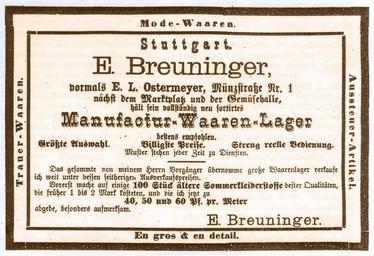 Mode-Waaren.
Stuttgart.
E. Breuninger,
vormals E. L. Ostermeyer, Münzstraße Nr. 1
nächst dem Marktplatz und der Gemüsehalle,
hält sein vollständig neu sortirtes
Manufactur-Waaren-Lager
bestens empfohlen.
Größte Auswahl. Billigste Preise. Streng reelle Bedienung.
Muster stehen jeder Zeit zu Diensten.
Das gesammte von meinem Herrn Vorgänger übernommene große Waarenlager verkaufe
ich weit unter dessen seitherigen Ausverkaufspreisen.
Vorerst mache auf einige 100 Stück ältere Sommerkleiderstoffe bester Qualitäten,
die früher 1 bis 2 Mark kosteten, und die ich jetzt zu
40, 50 und 60 Pf. pr. Meter
abgebe, besonders aufmerksam.
E. Breuninger.
En gros & en detail.
Trauer-Waaren.
Aussteuer-Artikel.